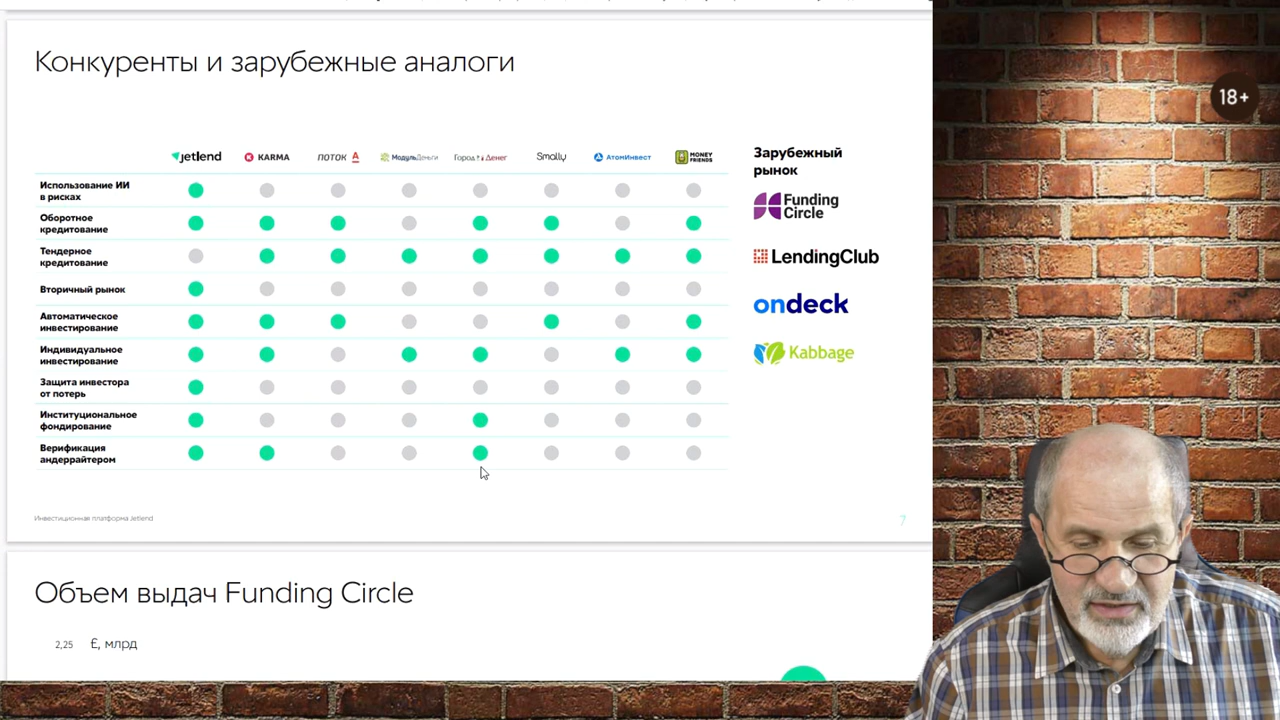 Конкуренты и зарубежные аналоги
18+
jetlend KARMA ПОТОК А МодульДеньги Город Денег Smally АтомИнвест MONEY FRIENDS
Зарубежный
рынок
Использование ИИ
в рисках
Funding
Circle
Оборотное
кредитование
Тендерное
кредитование
LendingClub
Вторичный рынок
ondeck
Автоматическое
инвестирование
Индивидуальное
инвестирование
Kabbage
Защита инвестора
от потерь
Институциональное
фондирование
Верификация
андеррайтером
Инвестиционная платформа Jetlend
7
Объем выдач Funding Circle
2,25 £, млрд